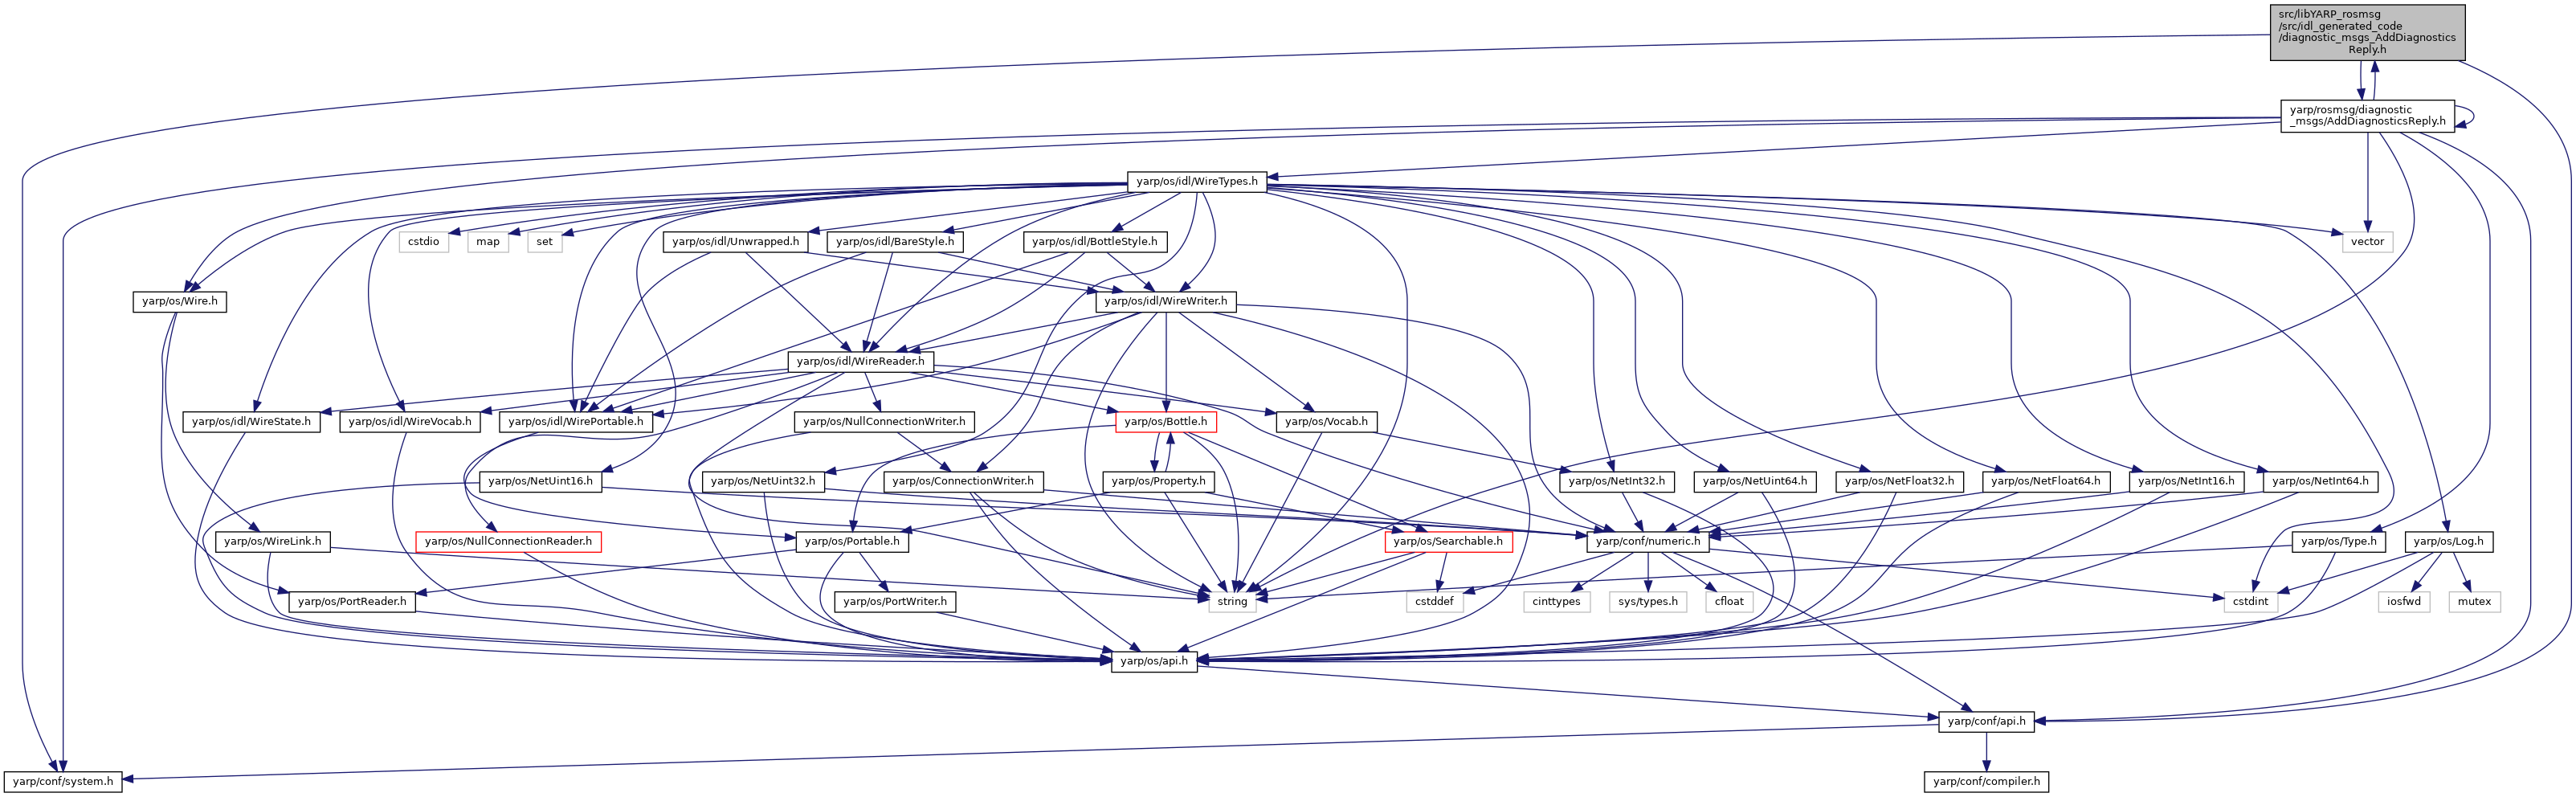 src/libYARP_rosmsg
/src/idl_generated_code
/diagnostic_msgs_AddDiagnostics
Reply.h
yarp/rosmsg/diagnostic
_msgs/AddDiagnosticsReply.h
yarp/os/idl/WireTypes.h
cstdio
map
set
yarp/os/idl/Unwrapped.h
yarp/os/idl/BareStyle.h
yarp/os/idl/BottleStyle.h
vector
yarp/os/Wire.h
yarp/os/idl/WireWriter.h
yarp/os/idl/WireReader.h
yarp/os/idl/WireState.h
yarp/os/idl/WireVocab.h
yarp/os/idl/WirePortable.h
yarp/os/NullConnectionWriter.h
yarp/os/Bottle.h
yarp/os/Vocab.h
yarp/os/NetUint16.h
yarp/os/NetUint32.h
yarp/os/ConnectionWriter.h
yarp/os/Property.h
yarp/os/NetInt32.h
yarp/os/NetUint64.h
yarp/os/NetFloat32.h
yarp/os/NetFloat64.h
yarp/os/NetInt16.h
yarp/os/NetInt64.h
yarp/os/WireLink.h
yarp/os/NullConnectionReader.h
yarp/os/Portable.h
yarp/os/Searchable.h
yarp/conf/numeric.h
yarp/os/Type.h
yarp/os/Log.h
yarp/os/PortReader.h
yarp/os/PortWriter.h
string
cstddef
cinttypes
sys/types.h
cfloat
cstdint
iosfwd
mutex
yarp/os/api.h
yarp/conf/api.h
yarp/conf/system.h
yarp/conf/compiler.h